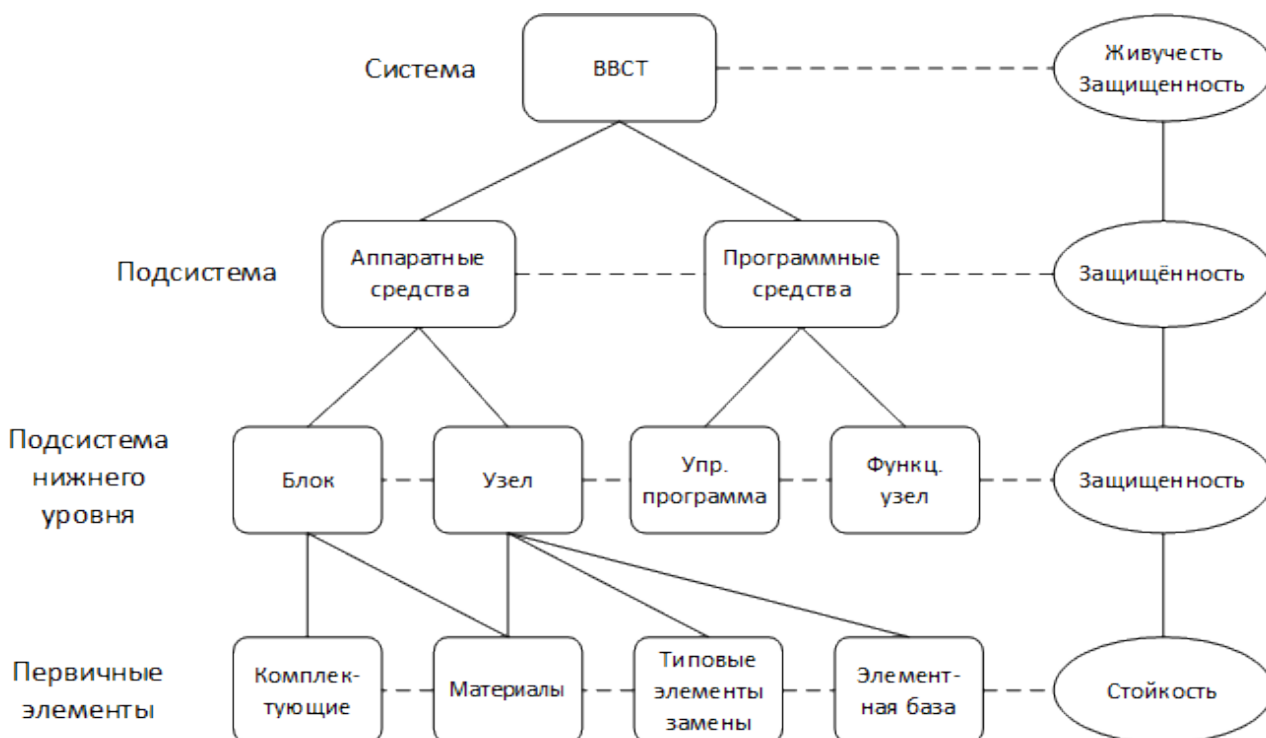 Система
ВВСТ
Живучесть
Защищенность
Подсистема
Аппаратные
средства
Программные
средства
Защищённость
Подсистема
нижнего
уровня
Блок
Узел
Упр.
программа
Функц.
узел
Защищенность
Первичные
элементы
Комплек-
тующие
Материалы
Типовые
элементы
замены
Элемент-
ная база
Стойкость